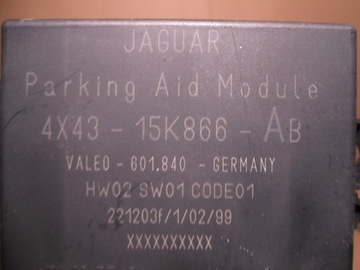 JAGUAR
Parking Aid Module
4X43 - 15K866 - AB
VALEO - 601.840 - GERMANY
HW02 SW01 CODE01
221203f/1/02/99
XXXXXXXXXX